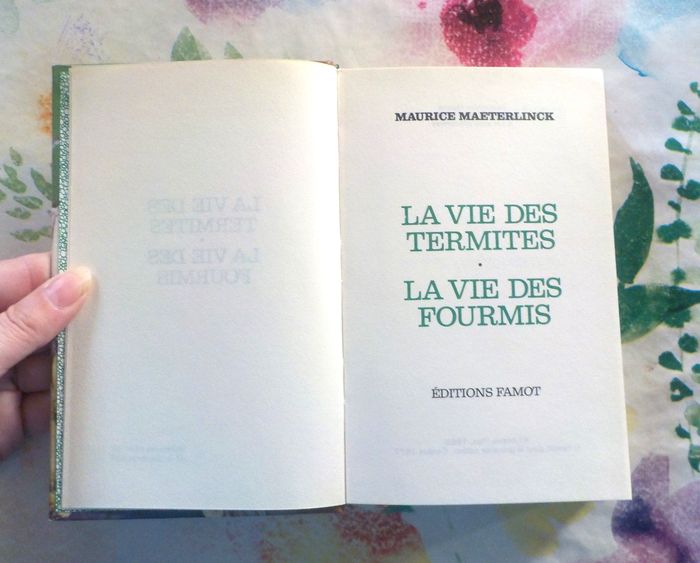 MAURICE MAETERLINCK
LA VIE DES
TERMITES
·
LA VIE DES
FOURMIS
ÉDITIONS FAMOT